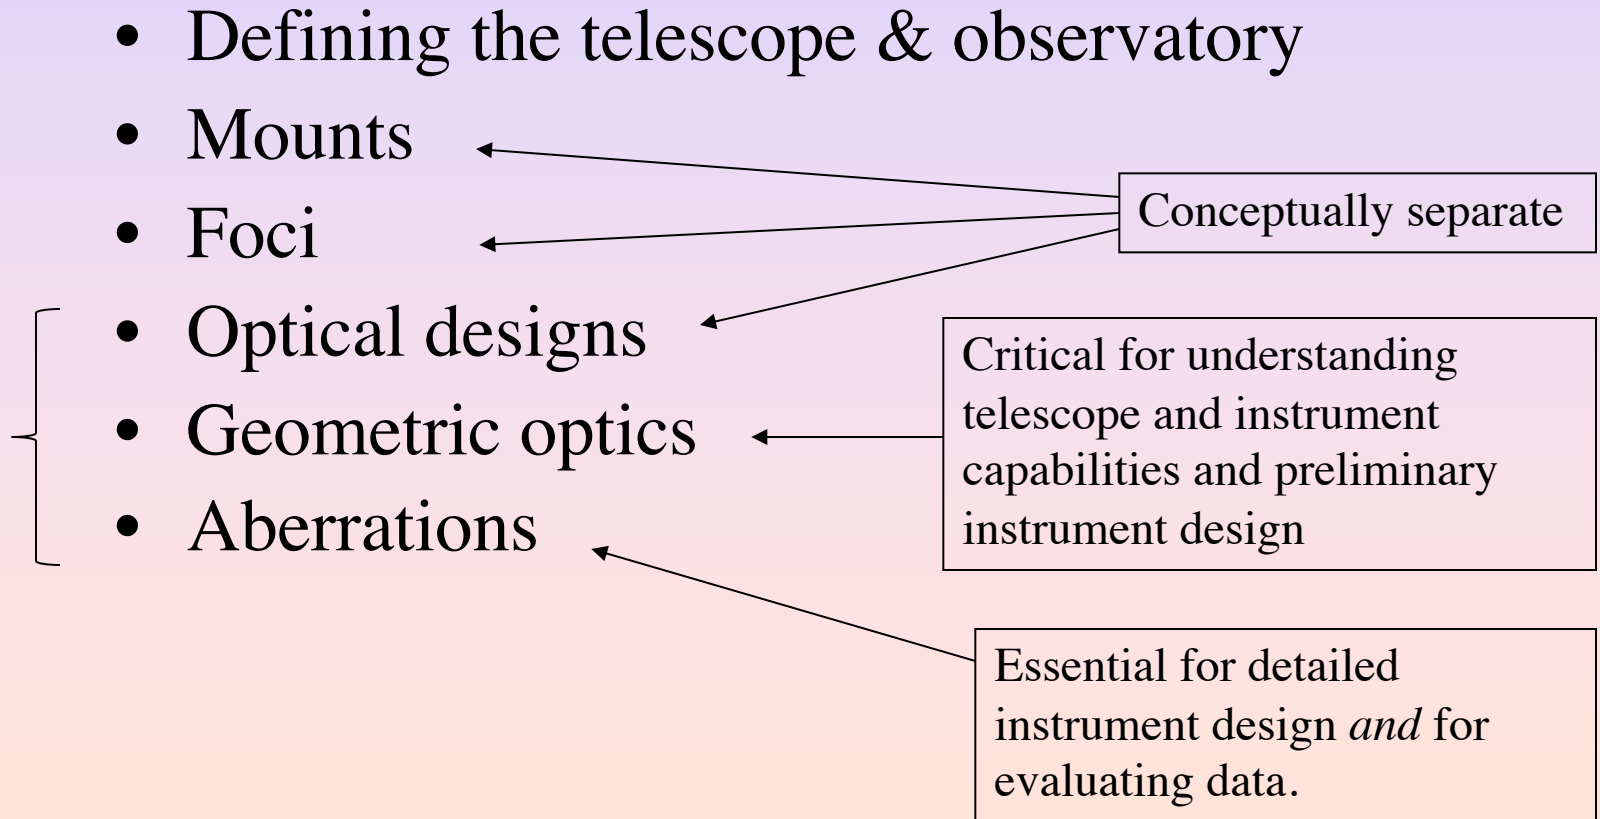 • Defining the telescope & observatory
• Mounts
• Foci
• Optical designs
• Geometric optics
• Aberrations
Conceptually separate
Critical for understanding
telescope and instrument
capabilities and preliminary
instrument design
Essential for detailed
instrument design and for
evaluating data.